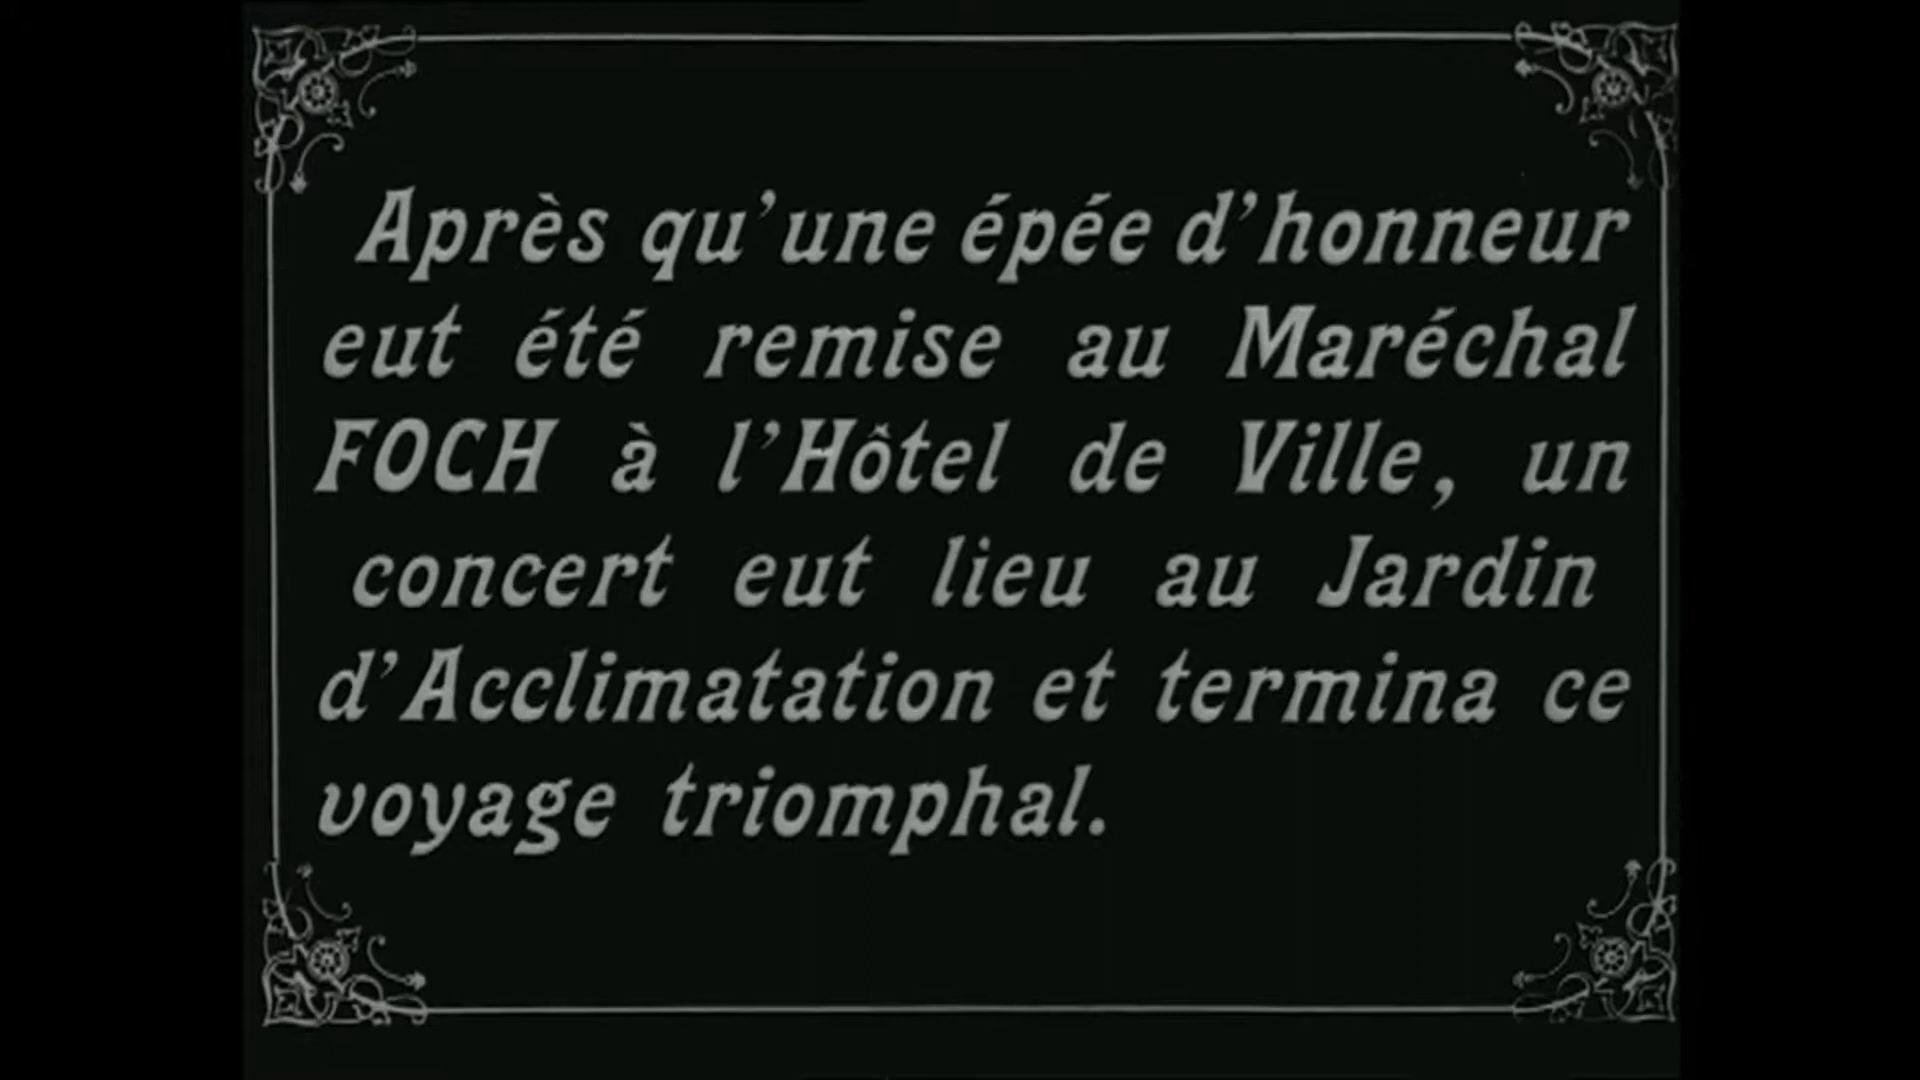 Après qu'une épée d'honneur
eut été remise au Maréchal
FOCH à l'Hôtel de Ville, un
concert eut lieu au Jardin
d'Acclimatation et termina ce
voyage triomphal.